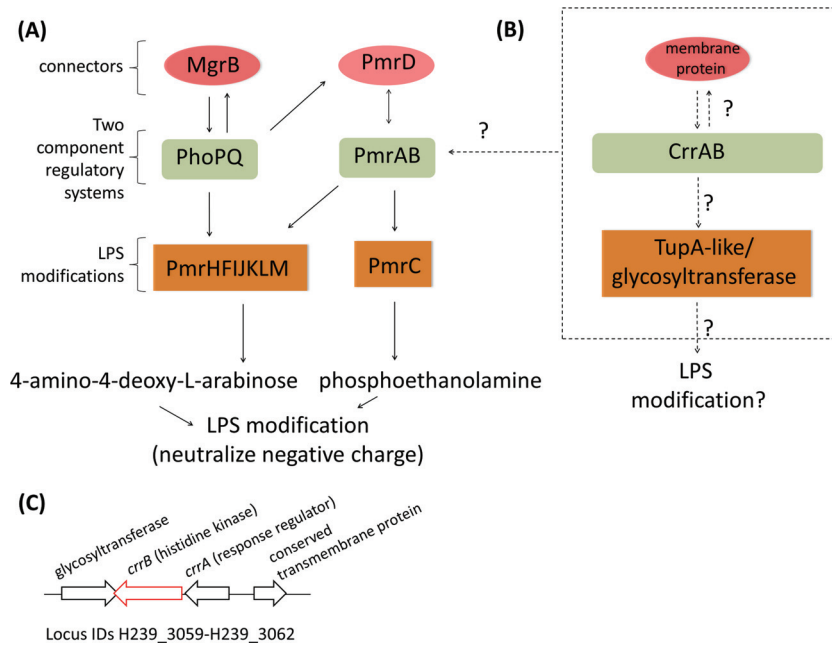 (A)
connectors
MgrB
PmrD
Two
component
regulatory
systems
PhoPQ
PmrAB
LPS
modifications
PmrHFIJKLM
PmrC
4-amino-4-deoxy-L-arabinose
phosphoethanolamine
LPS modification
(neutralize negative charge)
(B)
membrane
protein
?
?
CrrAB
?
TupA-like/
glycosyltransferase
?
LPS
modification?
(C)
glycosyltransferase
crrB (histidine kinase)
crrA (response regulator)
conserved
transmembrane protein
Locus IDs H239_3059-H239_3062